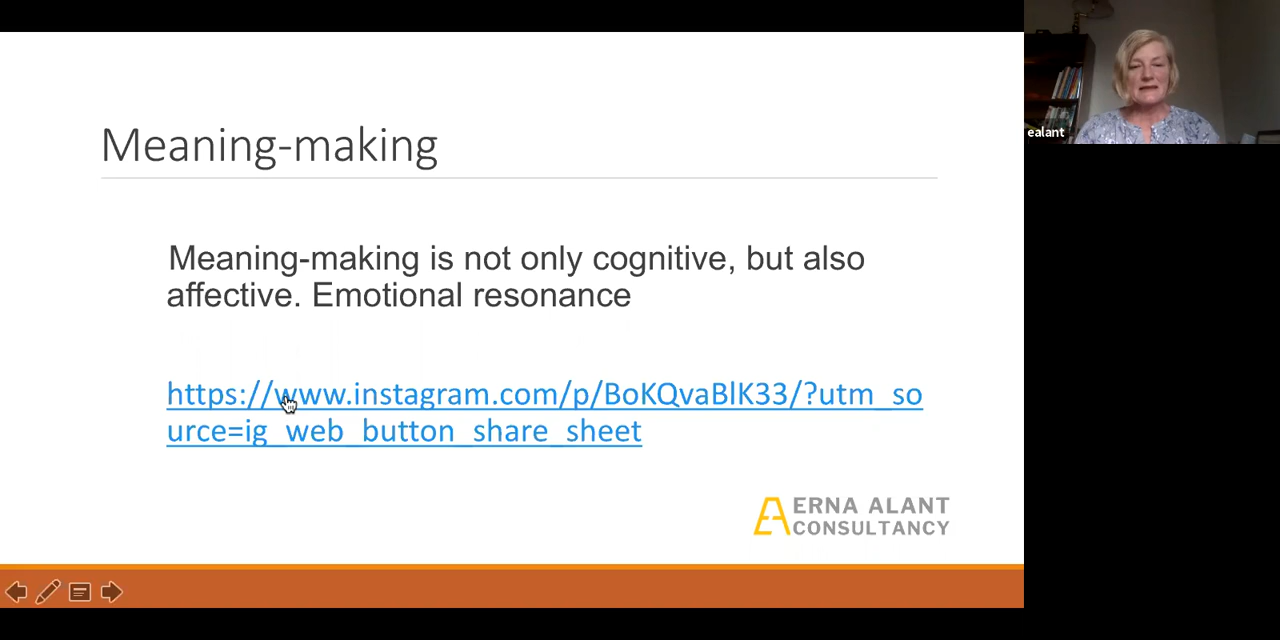 Meaning-making
Meaning-making is not only cognitive, but also
affective. Emotional resonance
https://www.instagram.com/p/BoKQvaBlK33/?utm_so
urce=ig_web_button_share_sheet
ERNA ALANT
CONSULTANCY
ealant